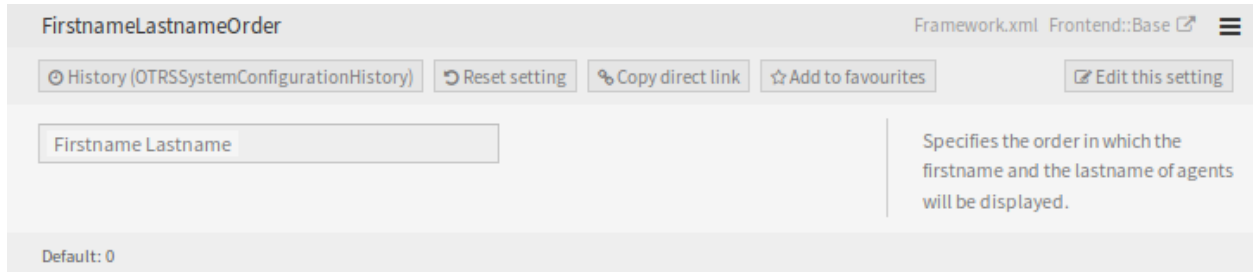 FirstnameLastnameOrder
Framework.xml Frontend::Base
History (OTRSSystemConfigurationHistory) Reset setting Copy direct link Add to favourites Edit this setting
Firstname Lastname
Specifies the order in which the
firstname and the lastname of agents
will be displayed.
Default: 0